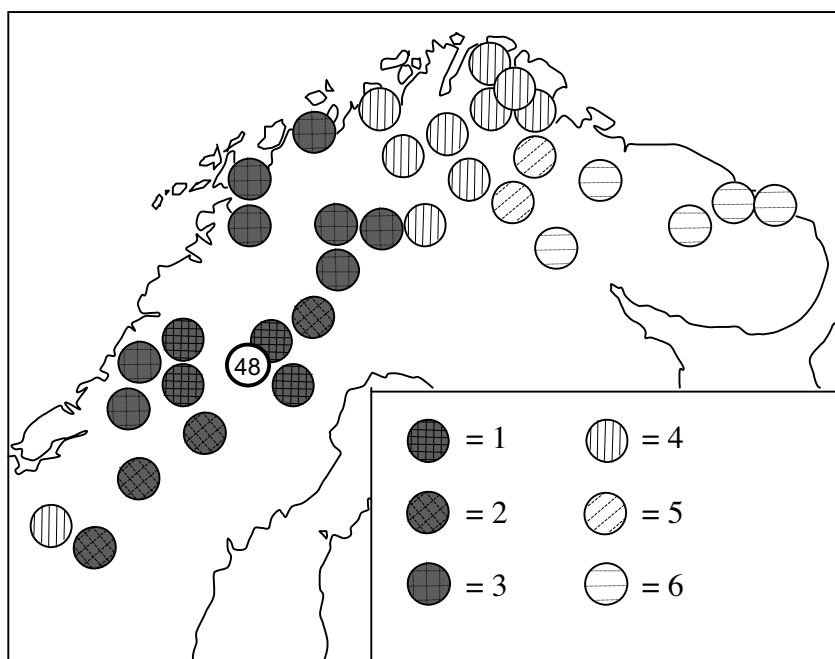 48
= 1 = 4
= 2 = 5
= 3 = 6